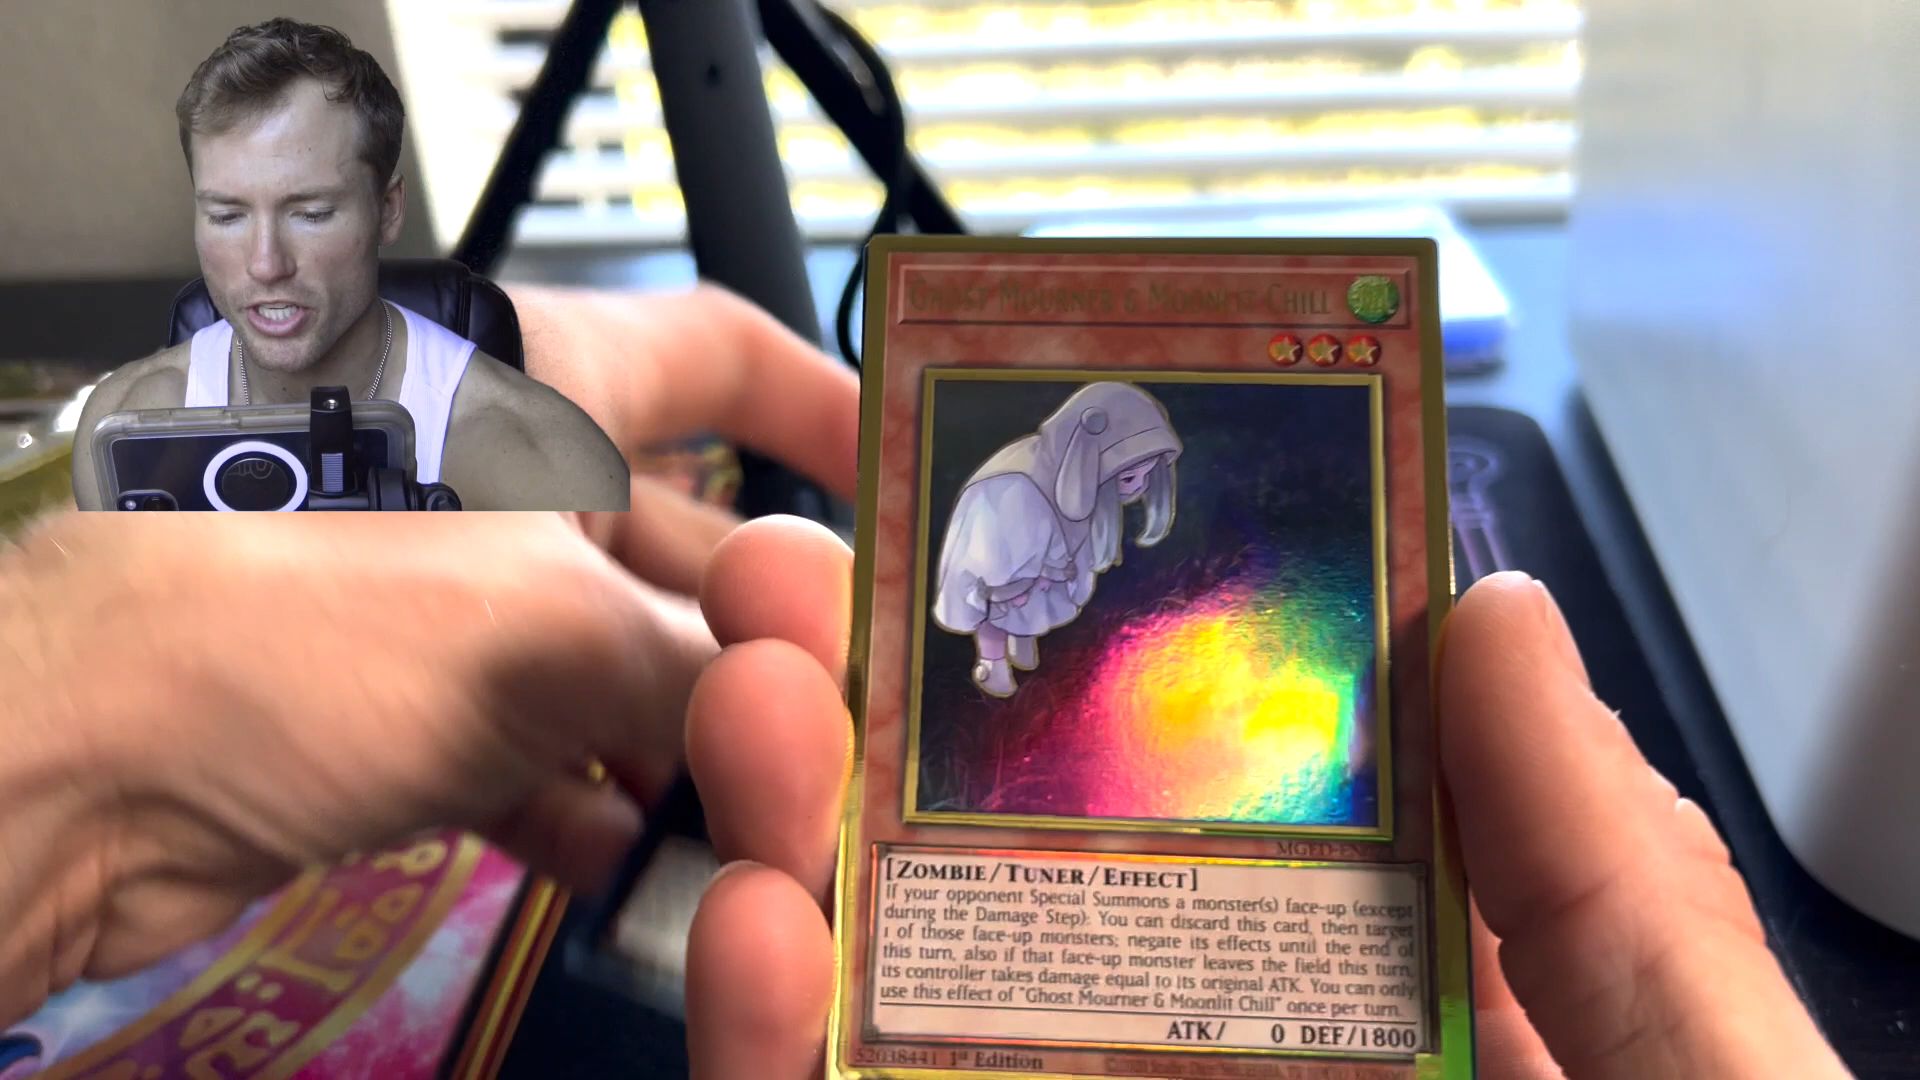 Ghost Mourner & Moonlit Chill
[Zombie/Tuner/Effect]
If your opponent Special Summons a monster(s) face-up (except
during the Damage Step): You can discard this card, then target
1 of those face-up monsters; negate its effects until the end of
this turn, also if that face-up monster leaves the field this turn,
its controller takes damage equal to its original ATK. You can only
use this effect of "Ghost Mourner & Moonlit Chill" once per turn.
ATK/ 0 DEF/1800
52038441 1st Edition